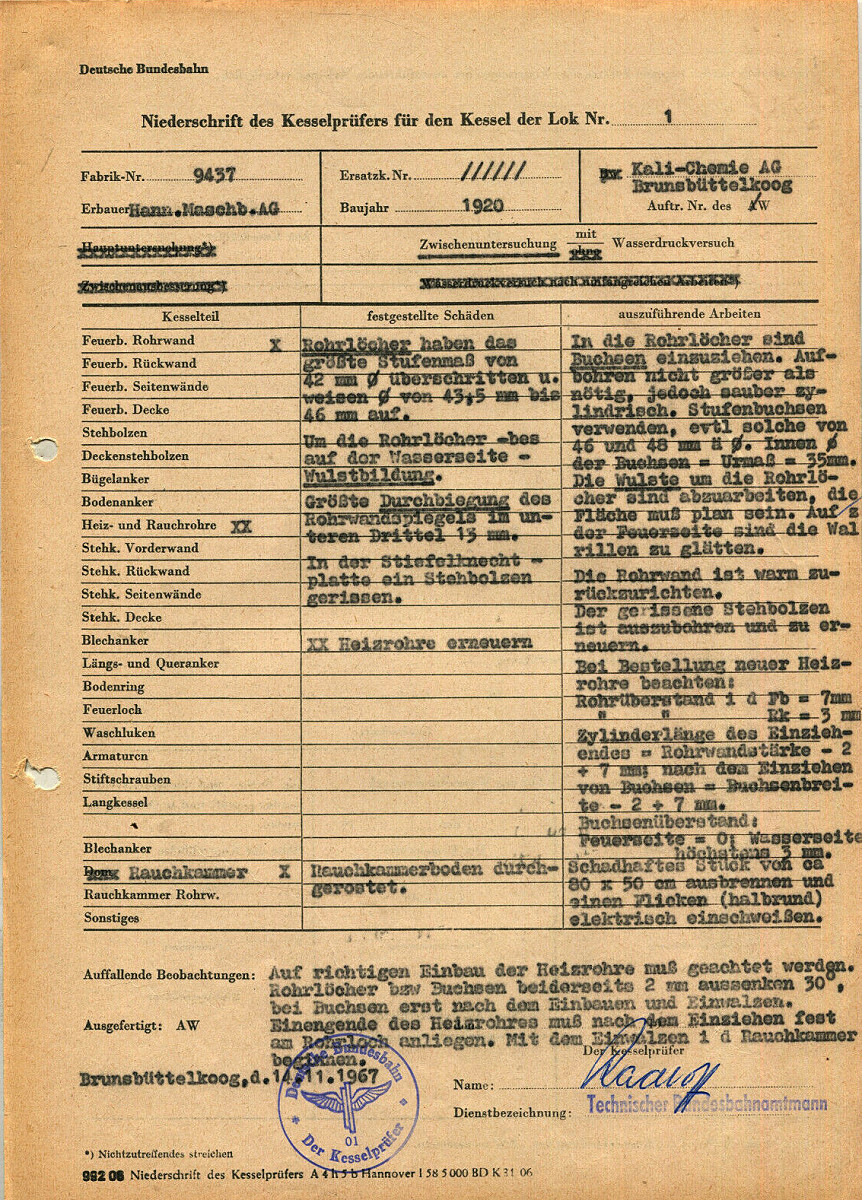 Deutsche Bundesbahn
Niederschrift des Kesselprüfers für den Kessel der Lok Nr. 1
Fabrik-Nr. 9437
Erbauer Hann.Maschb.AG
Ersatzk. Nr. //////
Baujahr 1920
Kali-Chemie AG
Brunsbüttelkoog
Auftr. Nr. des AW
Hauptuntersuchung*)
Zwischenuntersuchung mit Wasserdruckversuch
Zwischenausbesserung*)
Wasserdruckversuch nach umfangreichen Arbeiten*)
Kesselteil
festgestellte Schäden
auszuführende Arbeiten
Feuerb. Rohrwand X
Feuerb. Rückwand
Feuerb. Seitenwände
Feuerb. Decke
Stehbolzen
Deckenstehbolzen
Bügelanker
Bodenanker
Heiz- und Rauchrohre XX
Stehk. Vorderwand
Stehk. Rückwand
Stehk. Seitenwände
Stehk. Decke
Blechanker
Längs- und Queranker
Bodenring
Feuerloch
Waschluken
Armaturen
Stiftschrauben
Langkessel
Blechanker
Rauchkammer X
Rauchkammer Rohrw.
Sonstiges
Rohrlöcher haben das
größte Stufenmaß von
42 mm Ø überschritten u.
weisen Ø von 43,5 mm bis
46 mm auf.
Um die Rohrlöcher -bes
auf der Wasserseite -
Wulstbildung.
Größte Durchbiegung des
Rohrwandspiegels im un-
teren Drittel 15 mm.
In der Stiefelknecht -
platte ein Stehbolzen
gerissen.
XX Heizrohre erneuern
Rauchkammerboden durch-
gerostet.
In die Rohrlöcher sind
Buchsen einzuziehen. Auf-
bohren nicht größer als
nötig, jedoch sauber zy-
lindrisch. Stufenbuchsen
verwenden, evtl solche von
46 und 48 mm ä Ø. Innen Ø
der Buchsen = Urmaß = 35mm.
Die Wulste um die Rohrlö-
cher sind abzuarbeiten, die
Fläche muß plan sein. Auf
der Feuerseite sind die Wal
rillen zu glätten.
Die Rohrwand ist warm zu-
rückzurichten.
Der gerissene Stehbolzen
ist auszubohren und zu er-
neuern.
Bei Bestellung neuer Heiz-
rohre beachten:
Rohrüberstand i d Fb = 7mm
" " Rk = 3 mm
Zylinderlänge des Einzieh-
endes = Rohrwandstärke - 2
+ 7 mm; nach dem Einziehen
von Buchsen = Buchsenbrei-
te - 2 + 7 mm.
Buchsenüberstand:
Feuerseite = 0; Wasserseite
höchstens 3 mm.
Schadhaftes Stück von ca
80 x 50 cm ausbrennen und
einen Flicken (halbrund)
elektrisch einschweißen.
Auffallende Beobachtungen: Auf richtigen Einbau der Heizrohre muß geachtet werden.
Rohrlöcher bzw Buchsen beiderseits 2 mm aussenken 30°,
bei Buchsen erst nach dem Einbauen und Einwalzen.
Ausgefertigt: AW Einengende des Heizrohres muß nach dem Einziehen fest
am Rohrloch anliegen. Mit dem Einwalzen i d Rauchkammer
beginnen.
Der Kesselprüfer
Brunsbüttelkoog,d. 14.11.1967
Name:
Dienstbezeichnung: Technischer Bundesbahnamtmann
Deutsche Bundesbahn
01
Der Kesselprüfer
*) Nichtzutreffendes streichen
992 06 Niederschrift des Kesselprüfers A 4 h 5 b Hannover I 58 5 000 BD K 31 06